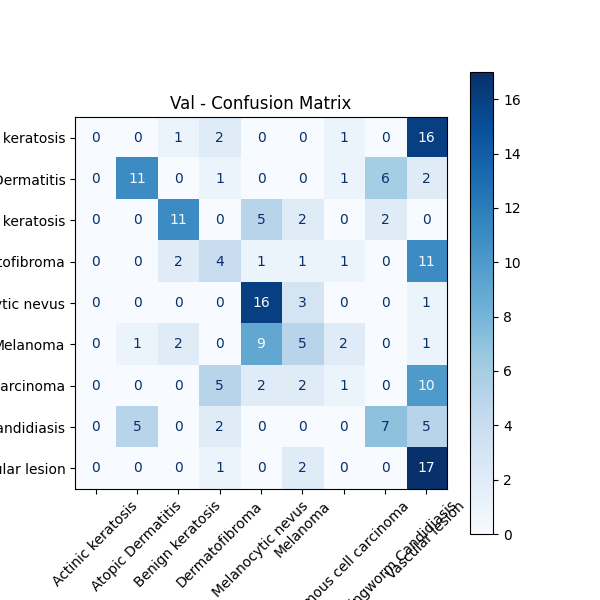 Val - Confusion Matrix
keratosis 0 0 1 2 0 0 1 0 16
Dermatitis 0 11 0 1 0 0 1 6 2
keratosis 0 0 11 0 5 2 0 2 0
tofibroma 0 0 2 4 1 1 1 0 11
tic nevus 0 0 0 0 16 3 0 0 1
Melanoma 0 1 2 0 9 5 2 0 1
arcinoma 0 0 0 5 2 2 1 0 10
andidiasis 0 5 0 2 0 0 0 7 5
lar lesion 0 0 0 1 0 2 0 0 17
Actinic keratosis
Atopic Dermatitis
Benign keratosis
Dermatofibroma
Melanocytic nevus
Melanoma
mous cell carcinoma
ingworm Candidiasis
Vascular lesion
16
14
12
10
8
6
4
2
0